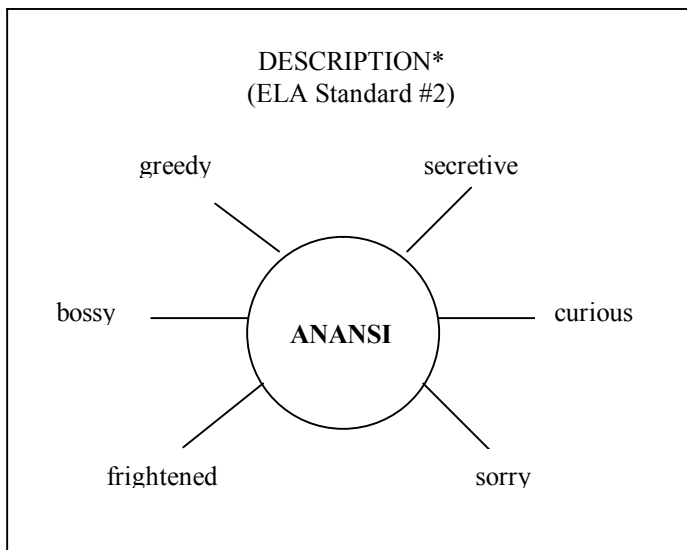 DESCRIPTION*
(ELA Standard #2)
greedy
secretive
bossy
ANANSI
curious
frightened
sorry